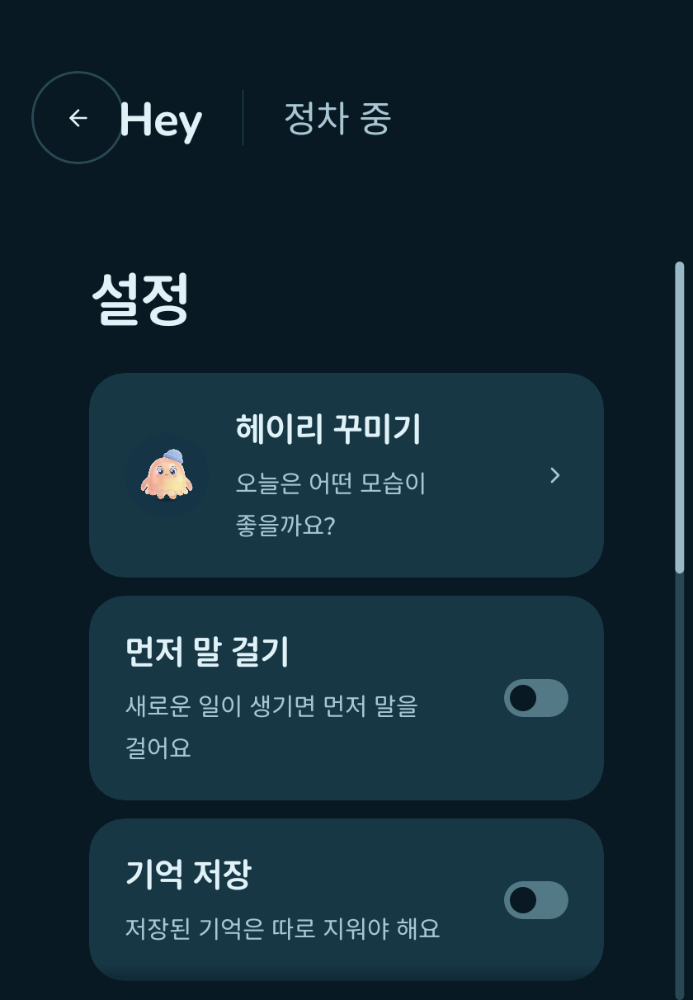 Hey 정차 중
설정
헤이리 꾸미기
오늘은 어떤 모습이
좋을까요?
먼저 말 걸기
새로운 일이 생기면 먼저 말을
걸어요
기억 저장
저장된 기억은 따로 지워야 해요